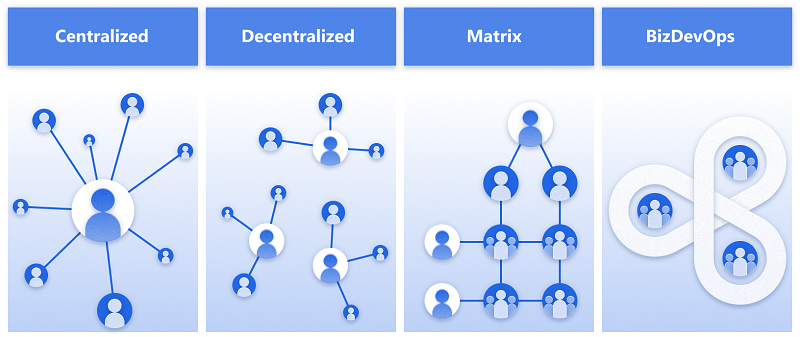 Centralized
Decentralized
Matrix
BizDevOps